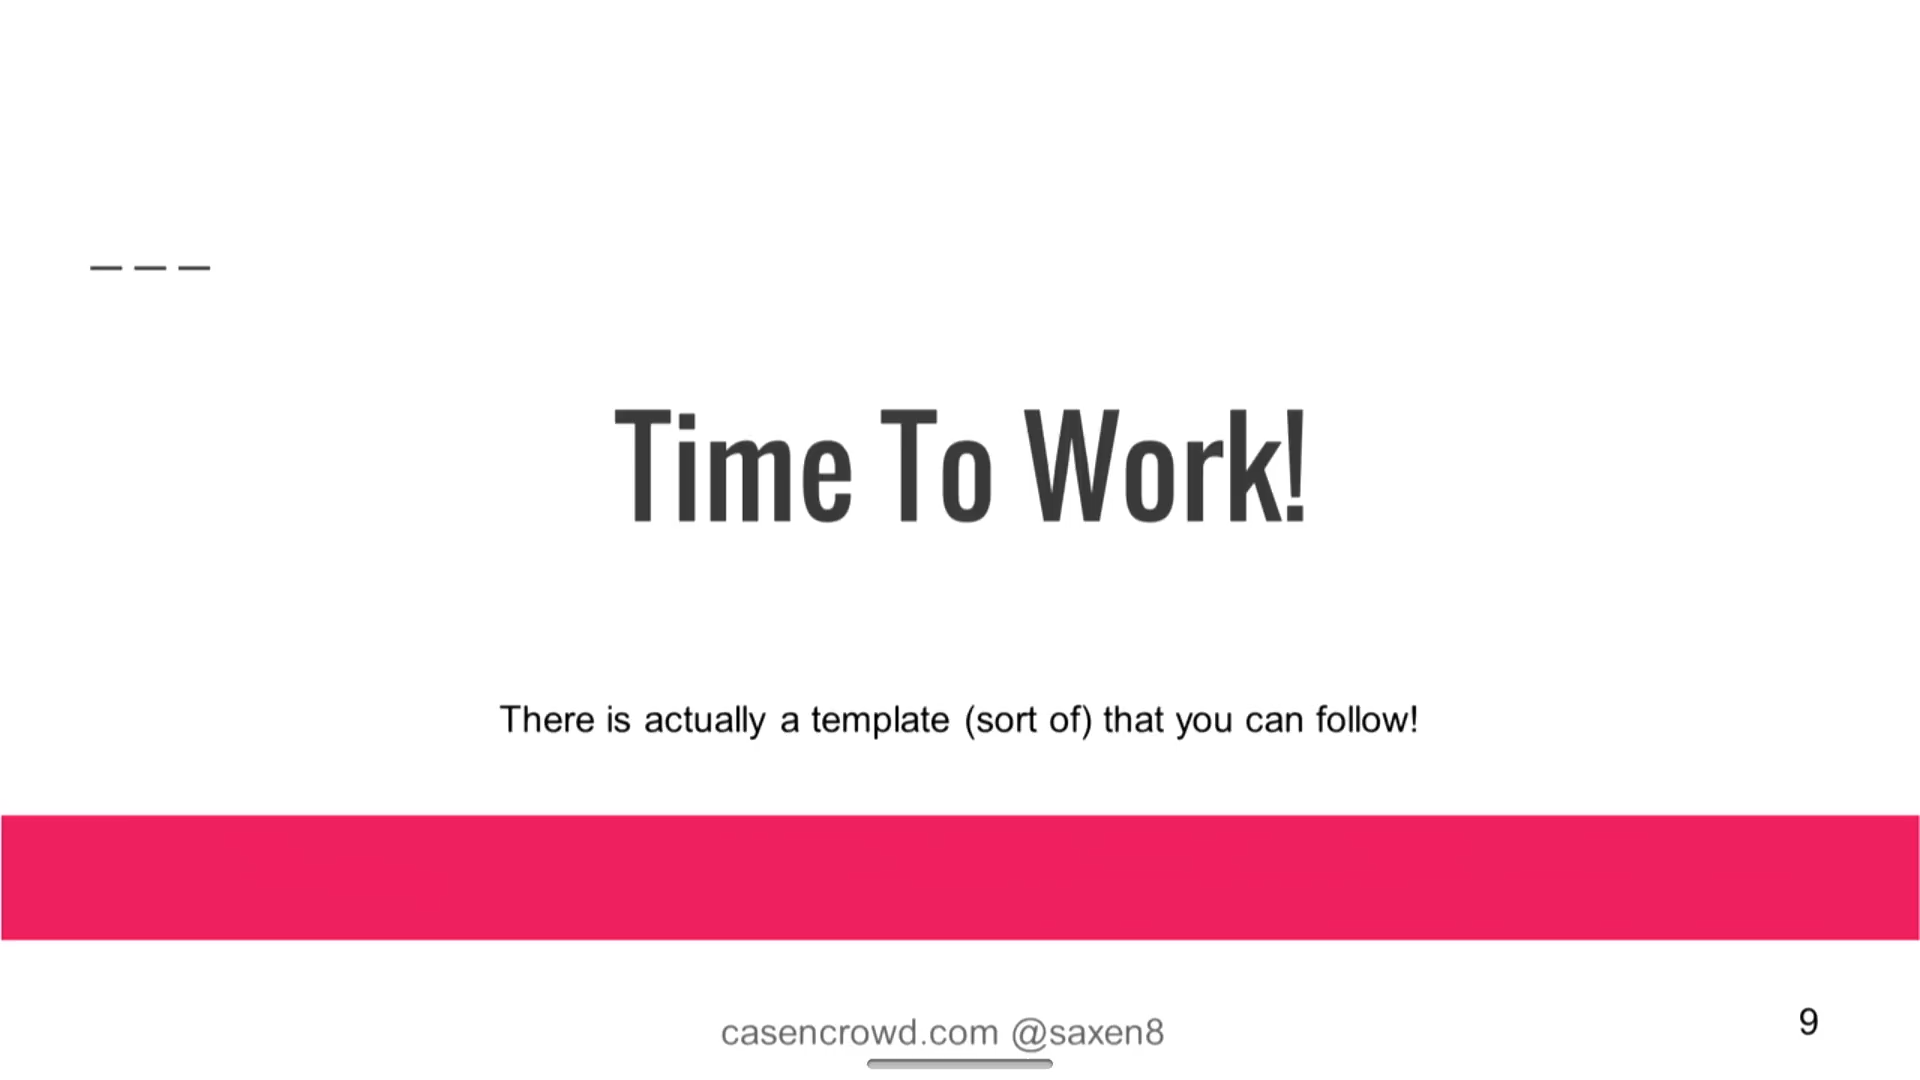 Time To Work!
There is actually a template (sort of) that you can follow!
casencrowd.com @saxen8
9